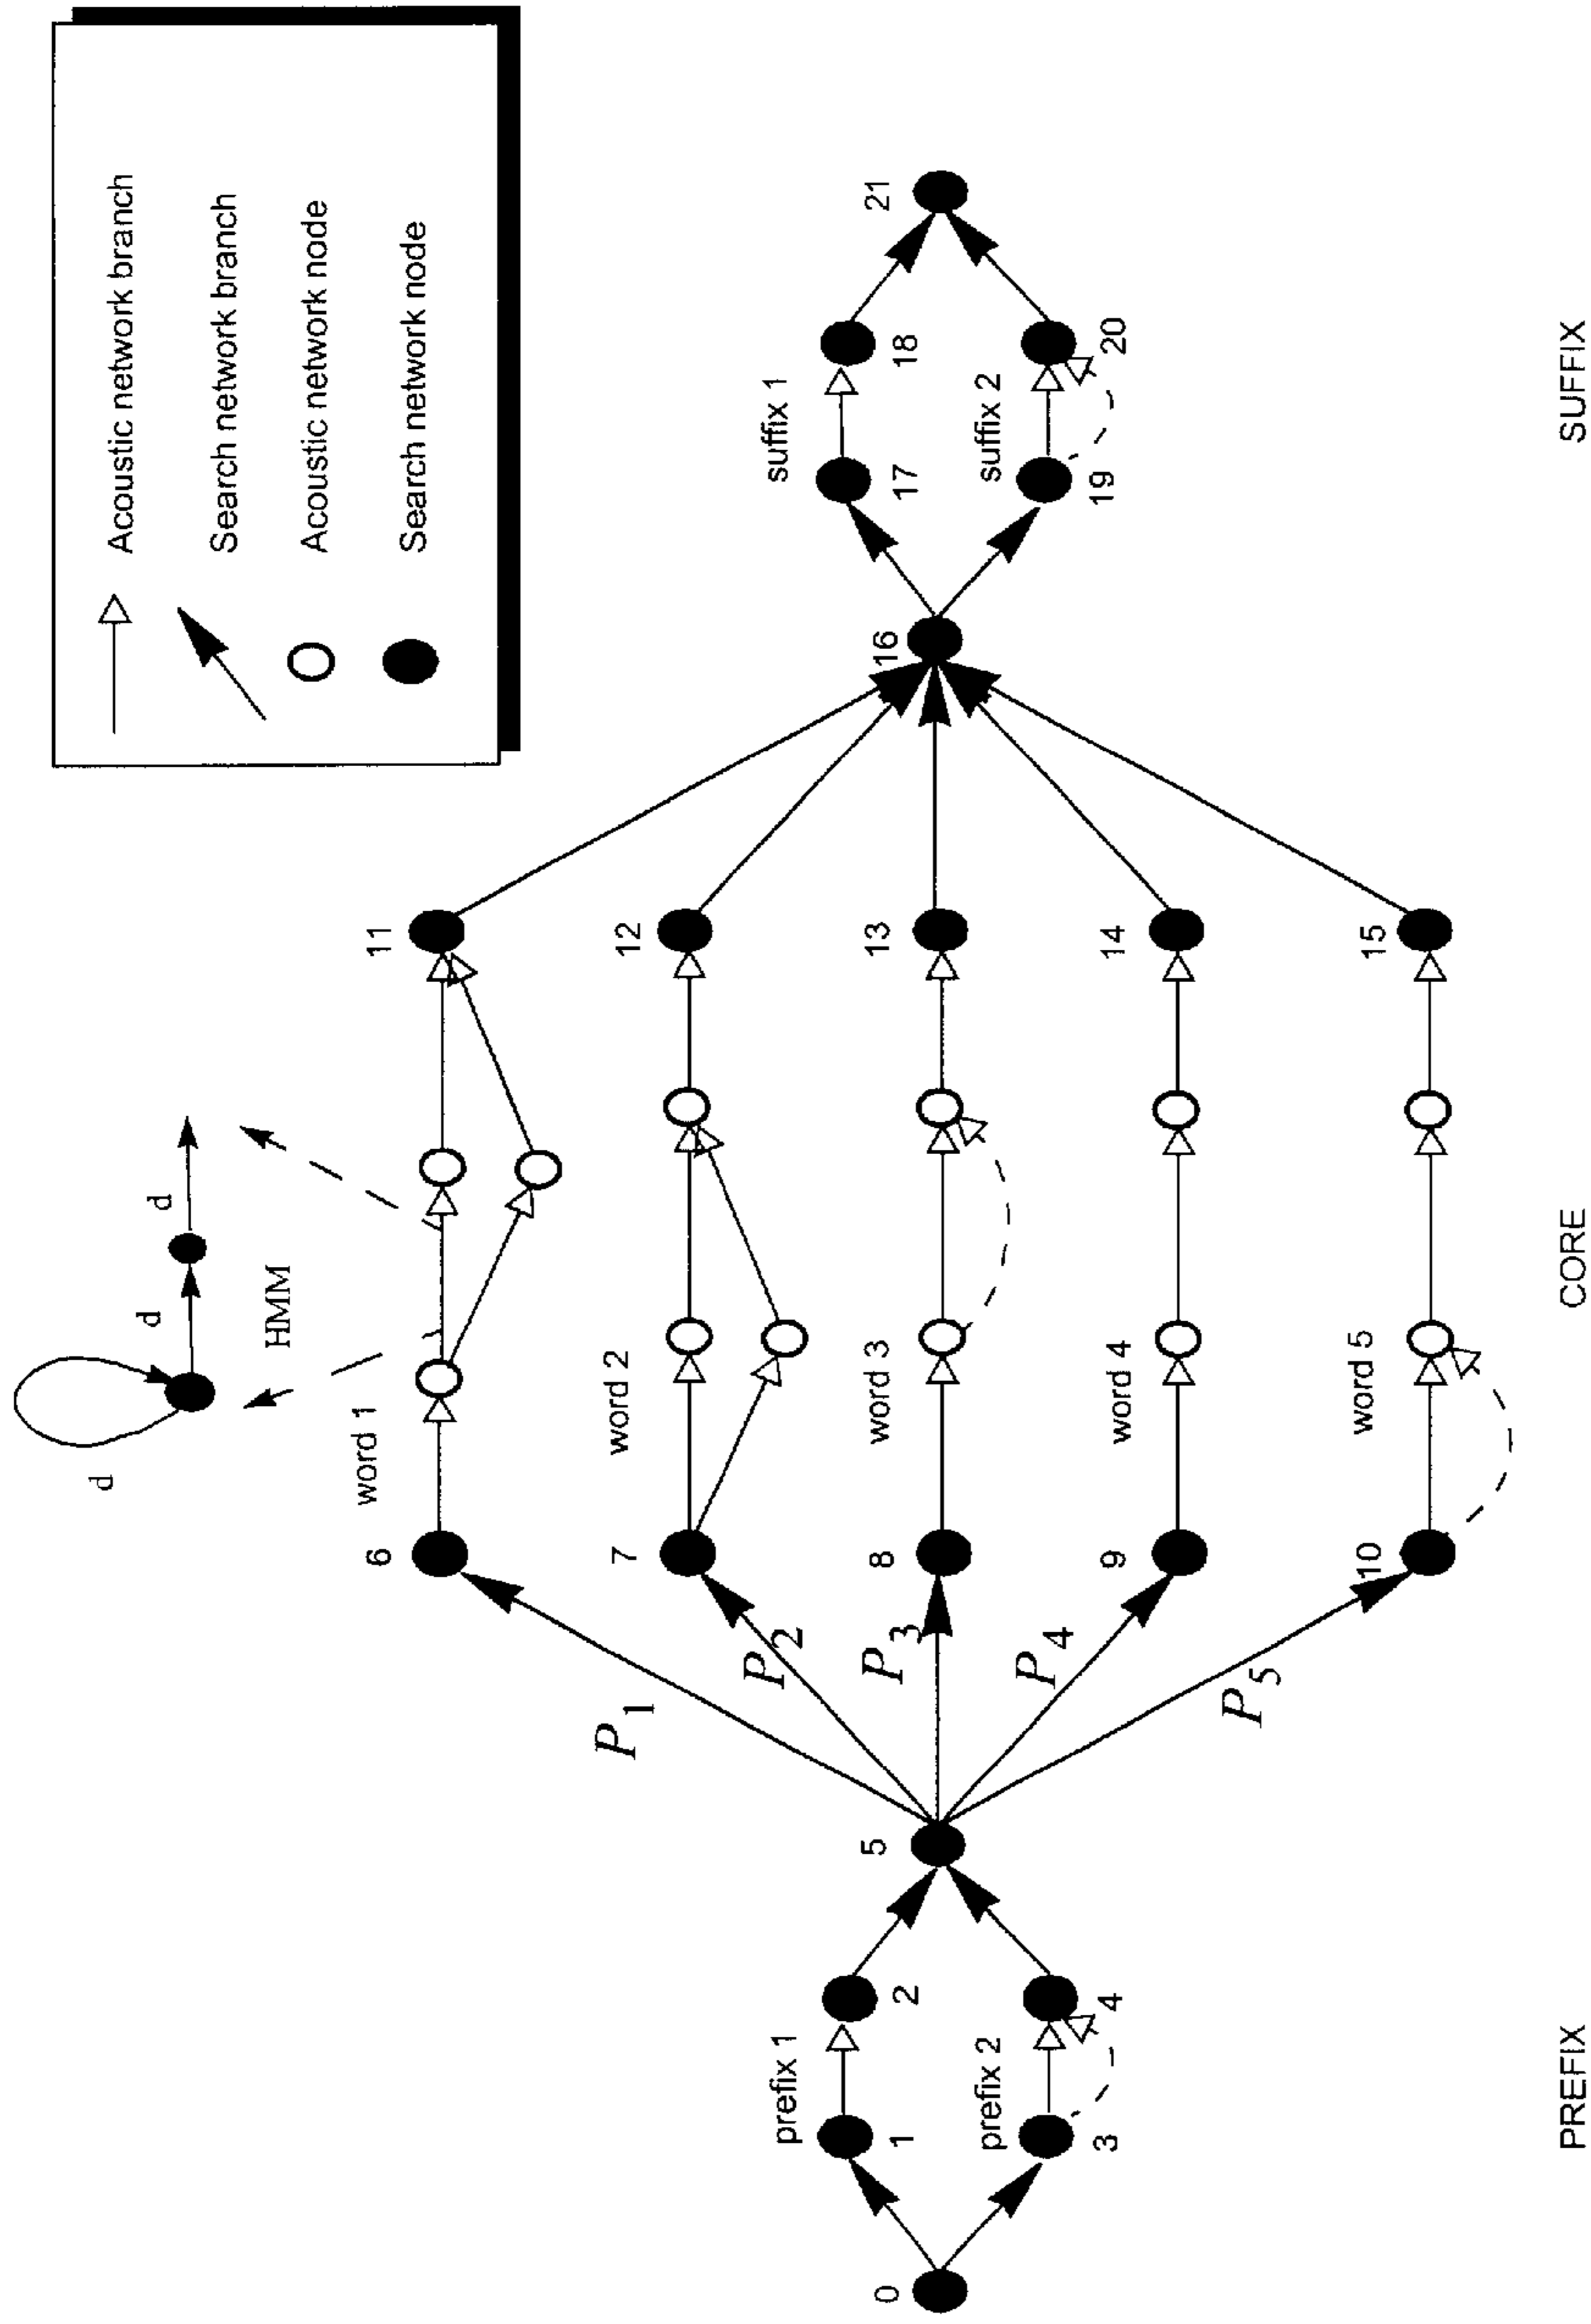 Acoustic network branch
Search network branch
Acoustic network node
Search network node
d
d
d
HMM
word 1
6
11
word 2
7
12
word 3
8
13
word 4
9
14
word 5
10
15
P1
P2
P3
P4
P5
0
prefix 1
1
2
prefix 2
3
4
5
16
suffix 1
17
18
suffix 2
19
20
21
PREFIX
CORE
SUFFIX